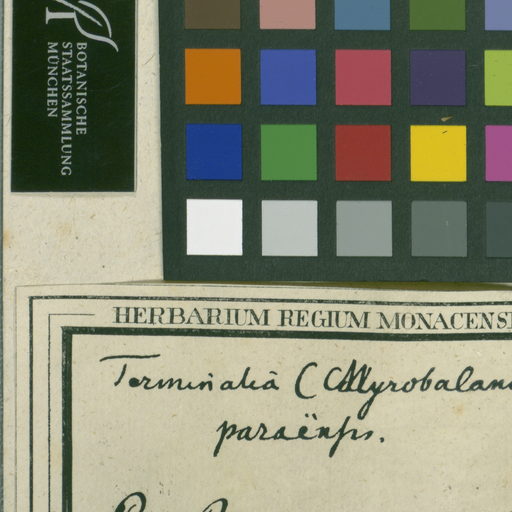 BOTANISCHE
STAATSSAMMLUNG
MÜNCHEN
HERBARIUM REGIUM MONACENSE
Terminalia (Myrobalanus
paraënsis.